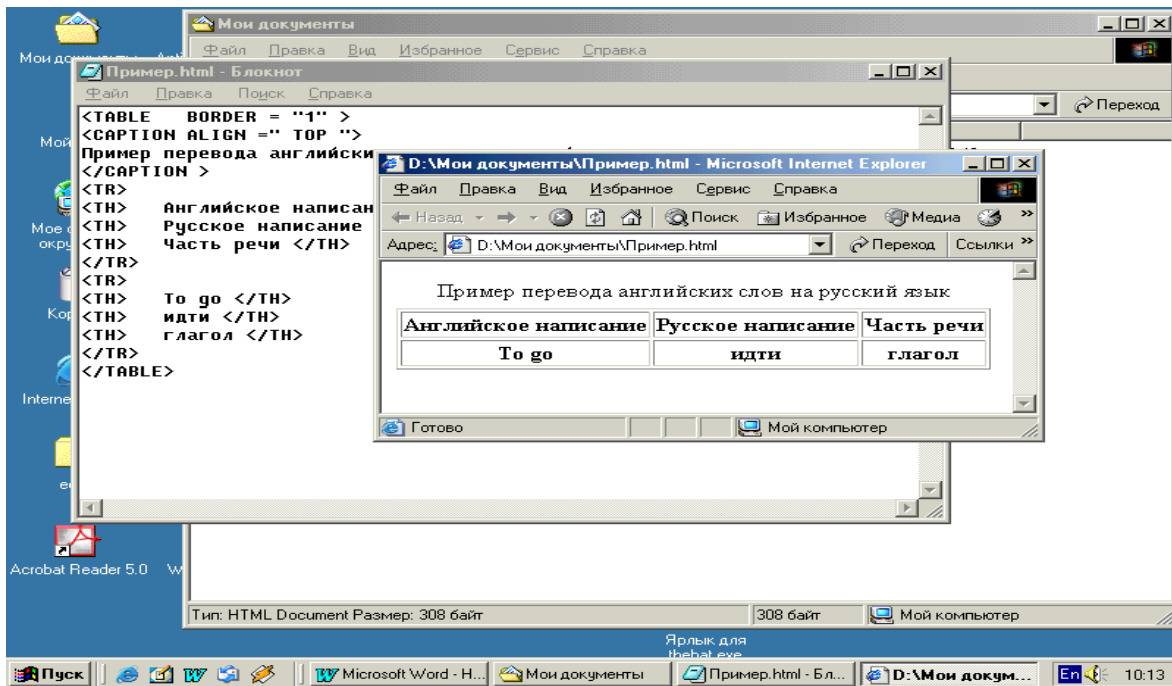 Мои документы
Файл Правка Вид Избранное Сервис Справка
Переход
Мои
Мой
Мое
Acrobat Reader 5.0 W
Пример.html - Блокнот
Файл Правка Поиск Справка
<TABLE BORDER = "1" >
<CAPTION ALIGN =" TOP ">
Пример перевода английски
</CAPTION >
<TR>
<TH> Английское написан
<TH> Русское написание
<TH> Часть речи </TH>
</TR>
<TR>
<TH> To go </TH>
<TH> идти </TH>
<TH> глагол </TH>
</TR>
</TABLE>
D:\Мои документы\Пример.html - Microsoft Internet Explorer
Файл Правка Вид Избранное Сервис Справка
Назад Поиск Избранное Медиа »
Адрес: D:\Мои документы\Пример.html Переход Ссылки »
Пример перевода английских слов на русский язык
Английское написание Русское написание Часть речи
To go идти глагол
Готово Мой компьютер
Тип: HTML Document Размер: 308 байт 308 байт Мой компьютер
Ярлык для
thebat.exe
Пуск Microsoft Word - Н... Мои документы Пример.html - Бл... D:\Мои докум... En 10:13